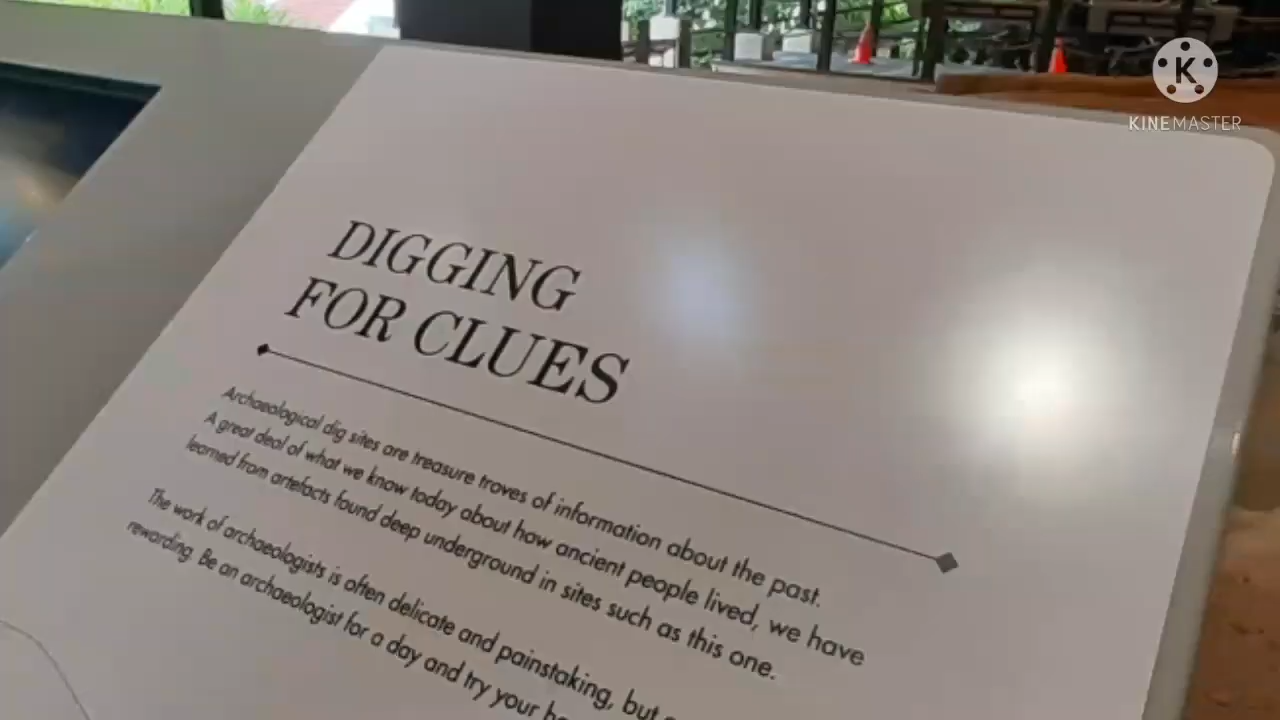 KINEMASTER
DIGGING
FOR CLUES
Archaeological dig sites are treasure troves of information about the past.
A great deal of what we know today about how ancient people lived, we have
learned from artefacts found deep underground in sites such as this one.
The work of archaeologists is often delicate and painstaking, but
rewarding. Be an archaeologist for a day and try your